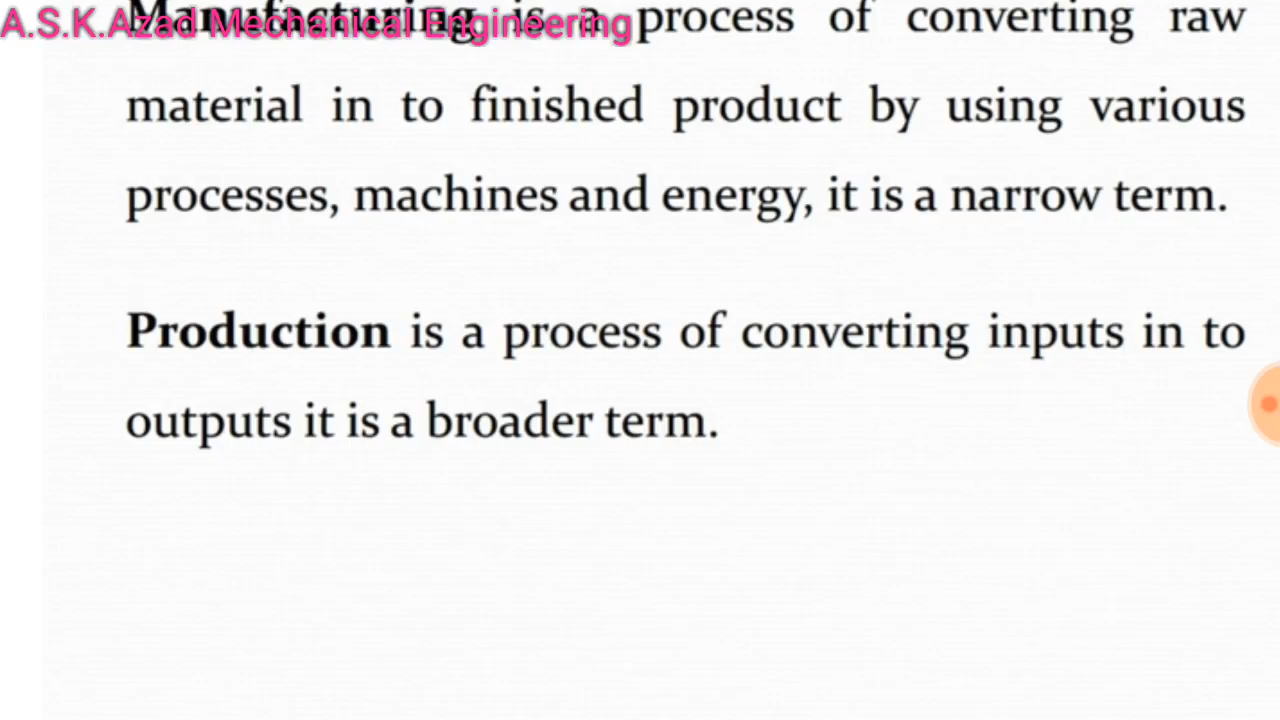 A.S.K.Azad Mechanical Engineering
Manufacturing is a process of converting raw
material in to finished product by using various
processes, machines and energy, it is a narrow term.
Production is a process of converting inputs in to
outputs it is a broader term.